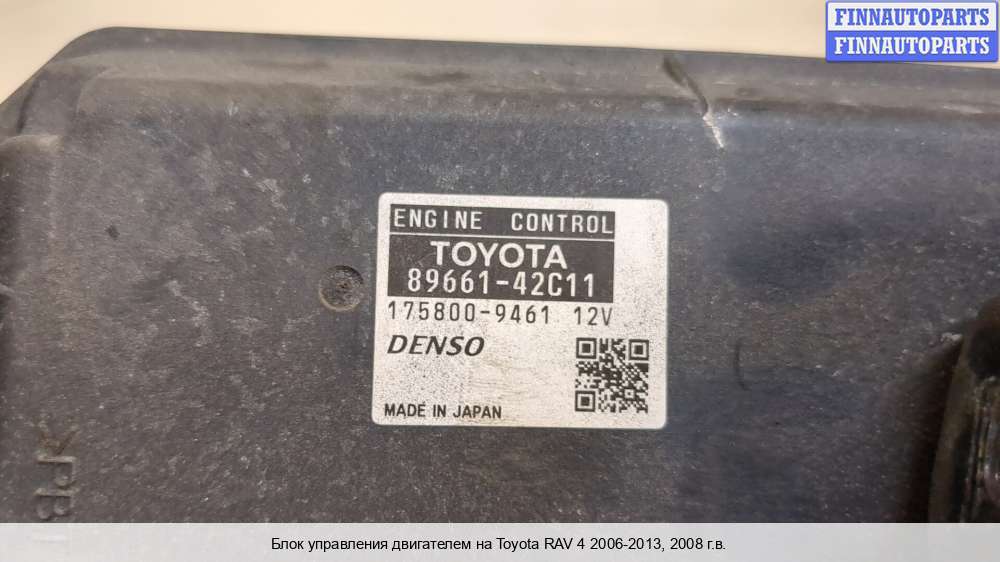 FINNAUTOPARTS
FINNAUTOPARTS
ENGINE CONTROL
TOYOTA
89661-42C11
175800-9461 12V
DENSO
MADE IN JAPAN
Блок управления двигателем на Toyota RAV 4 2006-2013, 2008 г.в.